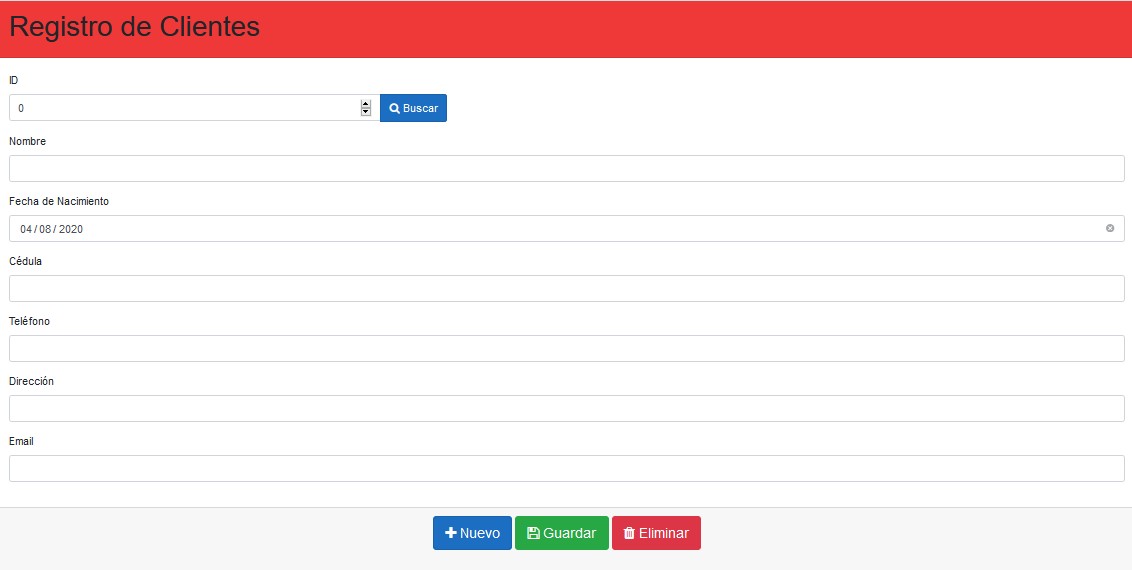 Registro de Clientes
ID
0
Buscar
Nombre
Fecha de Nacimiento
04 / 08 / 2020
Cédula
Teléfono
Dirección
Email
Nuevo Guardar Eliminar